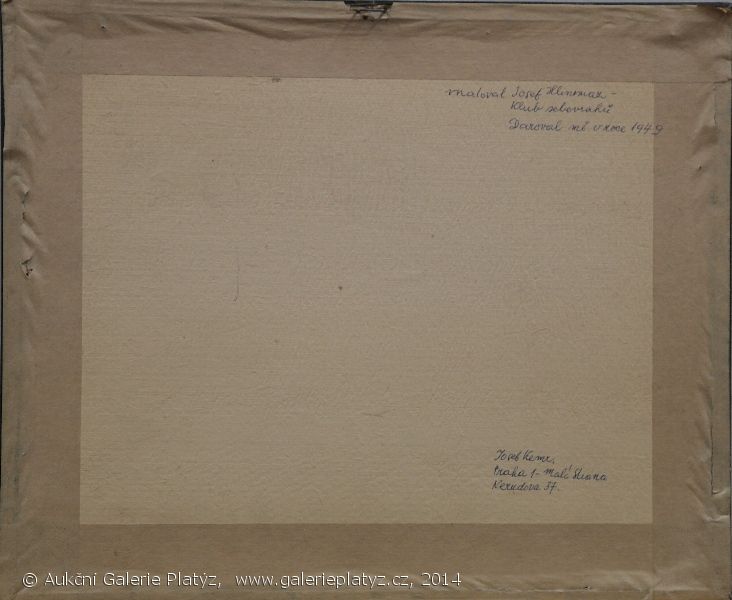 Maloval Josef Hlinomaz -
Klub sebevrahů
Daroval mě v roce 1949
Josef Kemr,
Praha 1 - Malá Strana
Nerudova 37.
© Aukční Galerie Platýz, www.galerieplatyz.cz, 2014